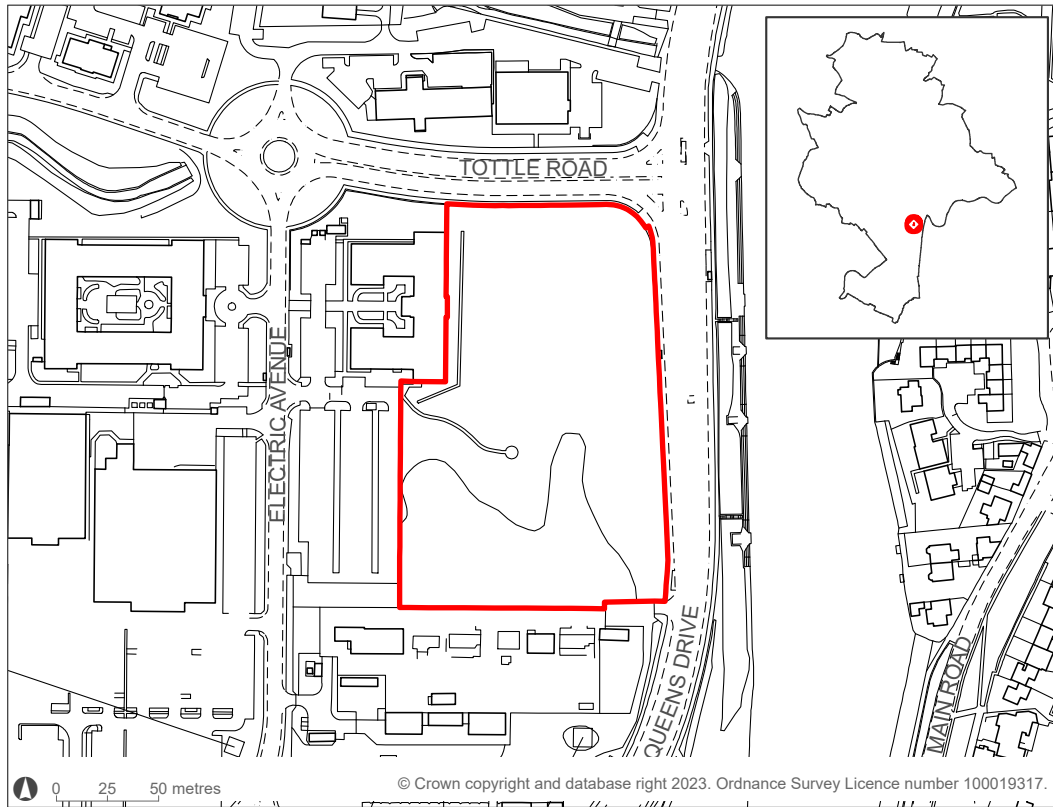 TOTTLE ROAD
ELECTRIC AVENUE
QUEENS DRIVE
MAIN ROAD
0 25 50 metres
© Crown copyright and database right 2023. Ordnance Survey Licence number 100019317.